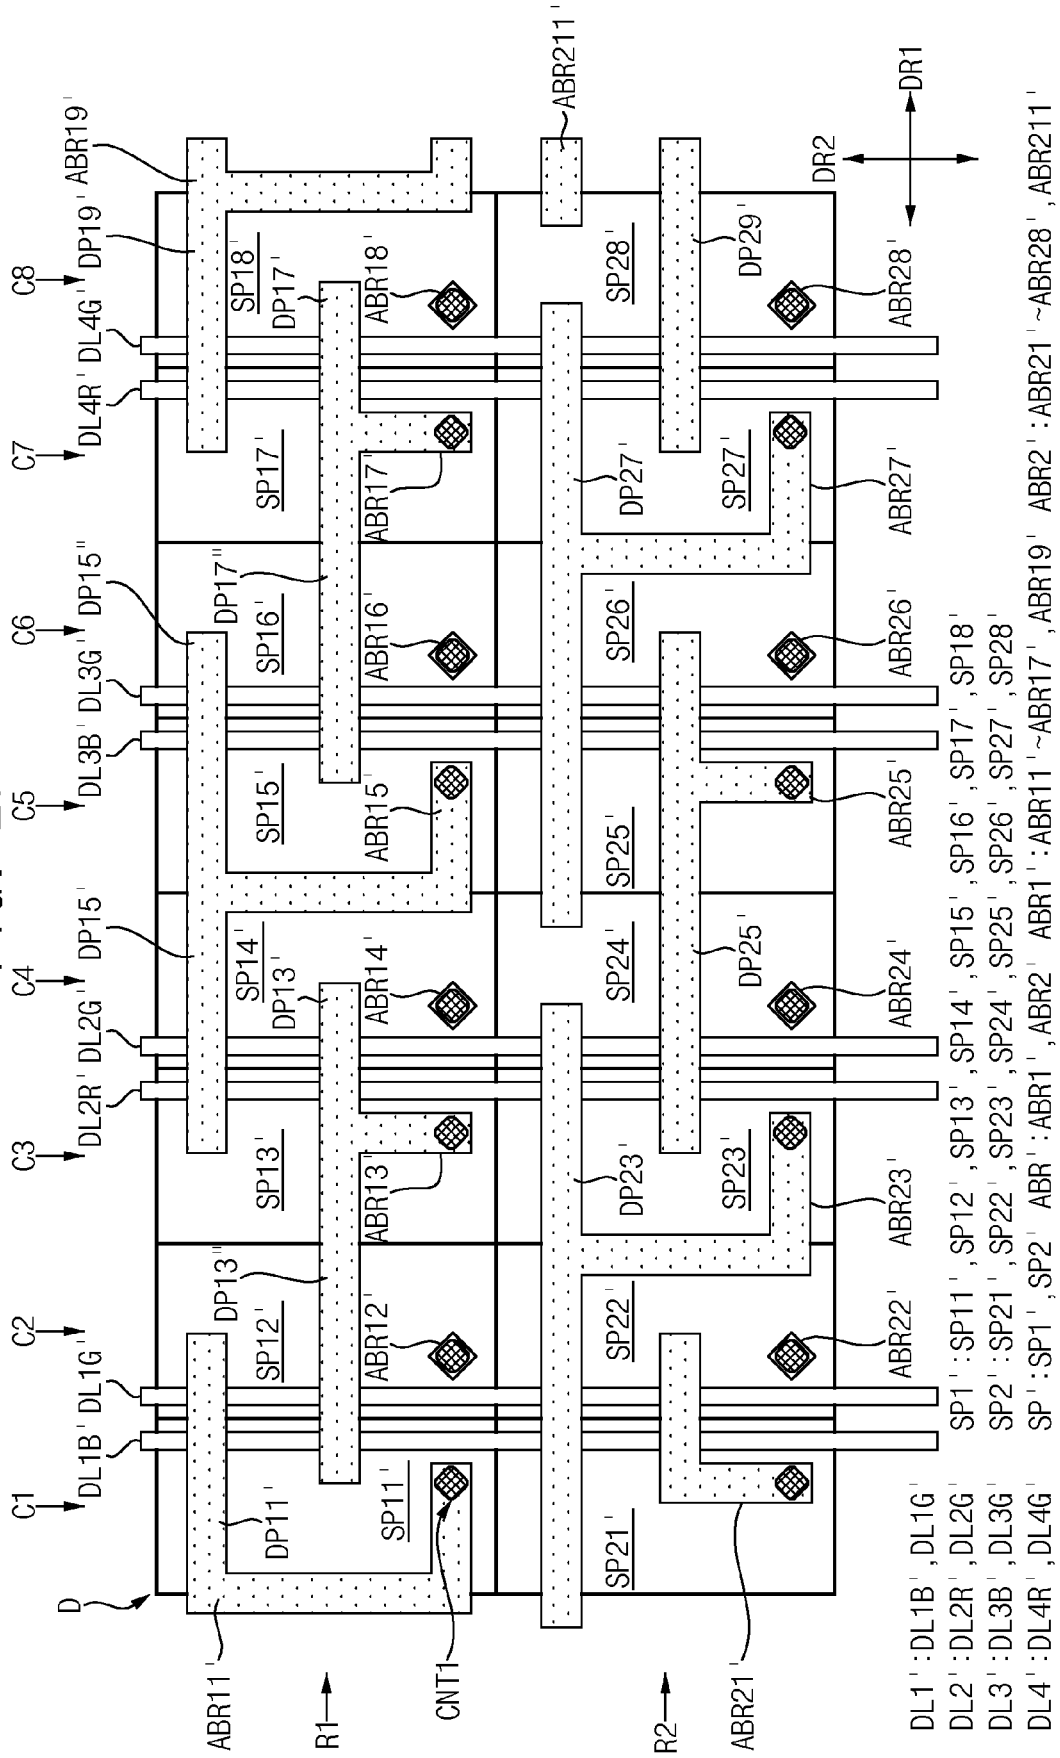 C1
C2
C3
C4
C5
C6
C7
C8
D
DL1B'
DL1G'
DL2R'
DL2G'
DP15'
DL3B'
DL3G'
DP15"
DL4R'
DL4G'
DP19'
ABR19'
ABR11'
DP11'
SP11'
DP13"
SP12'
ABR12'
SP13'
ABR13'
SP14'
DP13'
ABR14'
SP15'
ABR15'
DP17"
SP16'
ABR16'
SP17'
ABR17'
SP18'
DP17'
ABR18'
R1
CNT1
ABR211'
SP21'
SP22'
DP23'
SP23'
SP24'
DP25'
SP25'
SP26'
DP27'
SP27'
SP28'
DP29'
R2
ABR21'
ABR22'
ABR23'
ABR24'
ABR25'
ABR26'
ABR27'
ABR28'
DR2
DR1
DL1':DL1B',DL1G'
DL2':DL2R',DL2G'
DL3':DL3B',DL3G'
DL4':DL4R',DL4G'
SP1':SP11',SP12',SP13',SP14',SP15',SP16',SP17',SP18'
SP2':SP21',SP22',SP23',SP24',SP25',SP26',SP27',SP28'
SP':SP1',SP2' ABR':ABR1',ABR2' ABR1':ABR11'~ABR17',ABR19' ABR2':ABR21'~ABR28',ABR211'